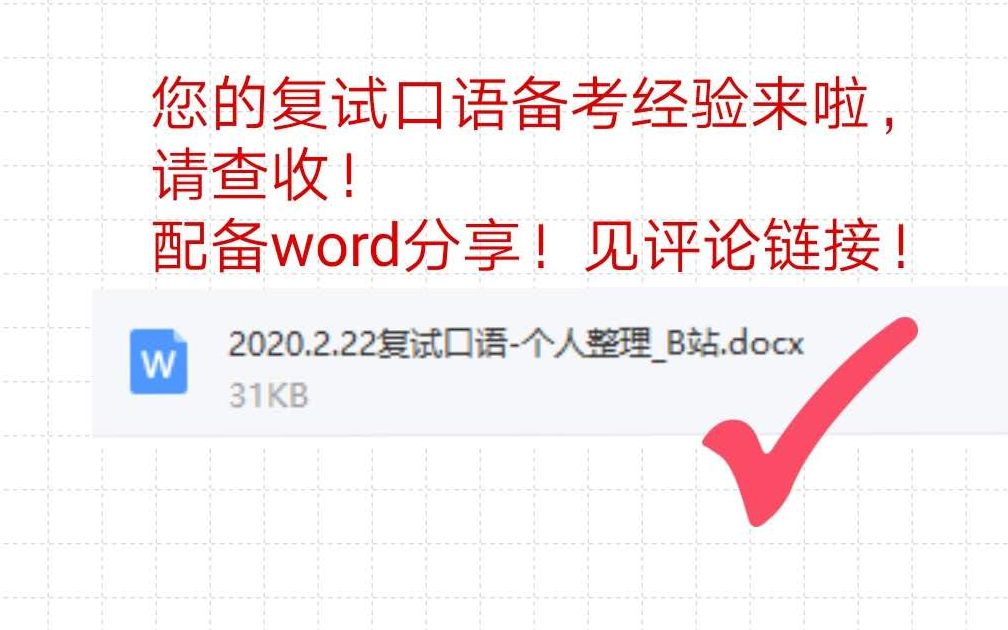 您的复试口语备考经验来啦，
请查收！
配备word分享！见评论链接！
W
2020.2.22复试口语-个人整理_B站.docx
31KB